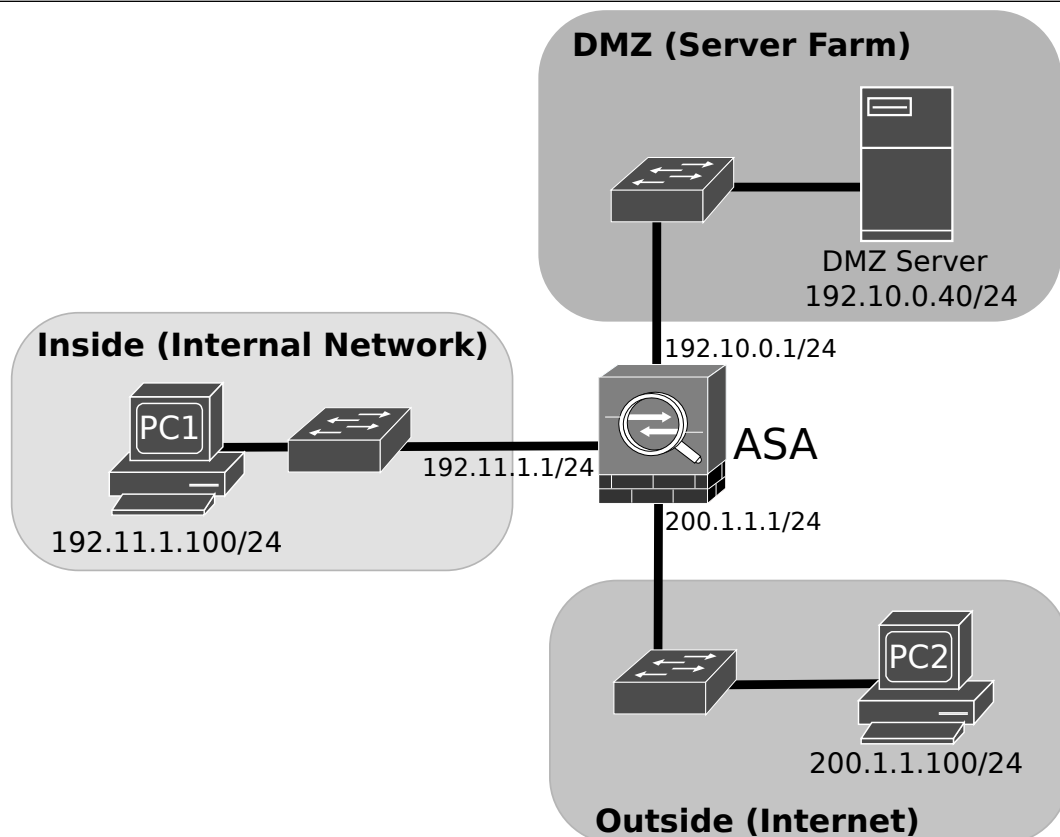 DMZ (Server Farm)
DMZ Server
192.10.0.40/24
192.10.0.1/24
Inside (Internal Network)
PC1
192.11.1.1/24
192.11.1.100/24
ASA
200.1.1.1/24
PC2
200.1.1.100/24
Outside (Internet)